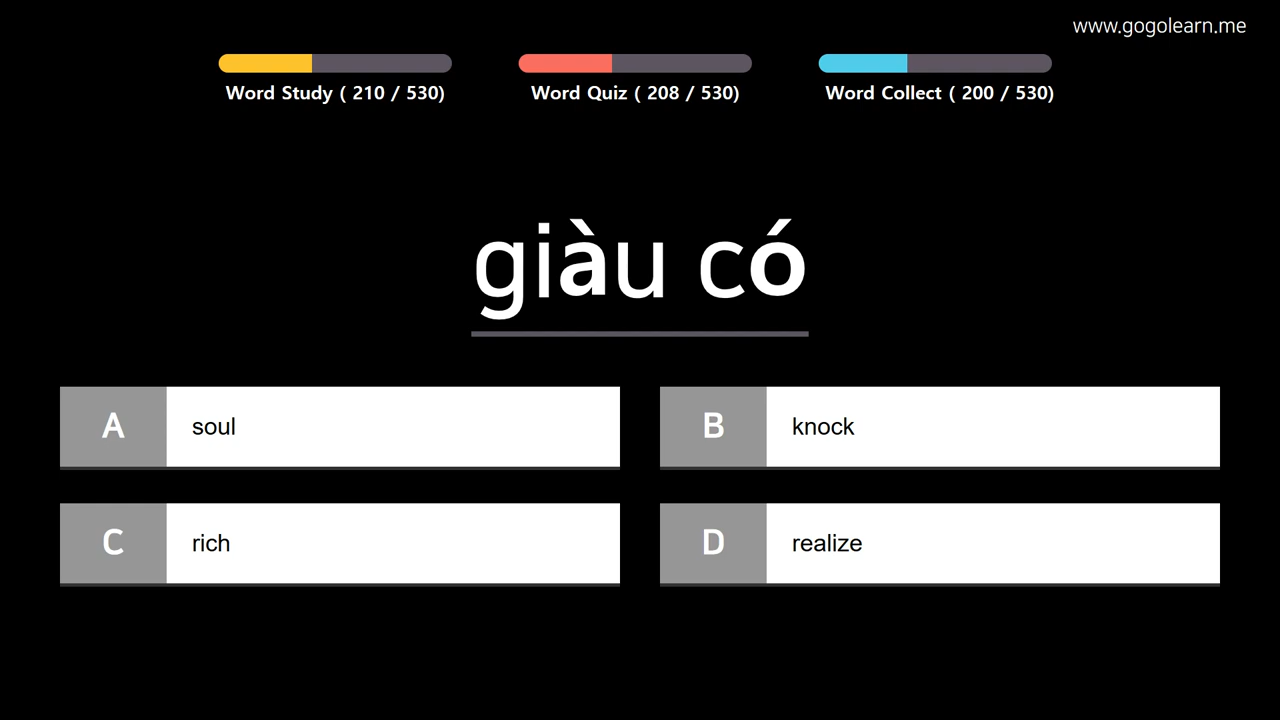 www.gogolearn.me
Word Study ( 210 / 530)
Word Quiz ( 208 / 530)
Word Collect ( 200 / 530)
giàu có
A soul
B knock
C rich
D realize